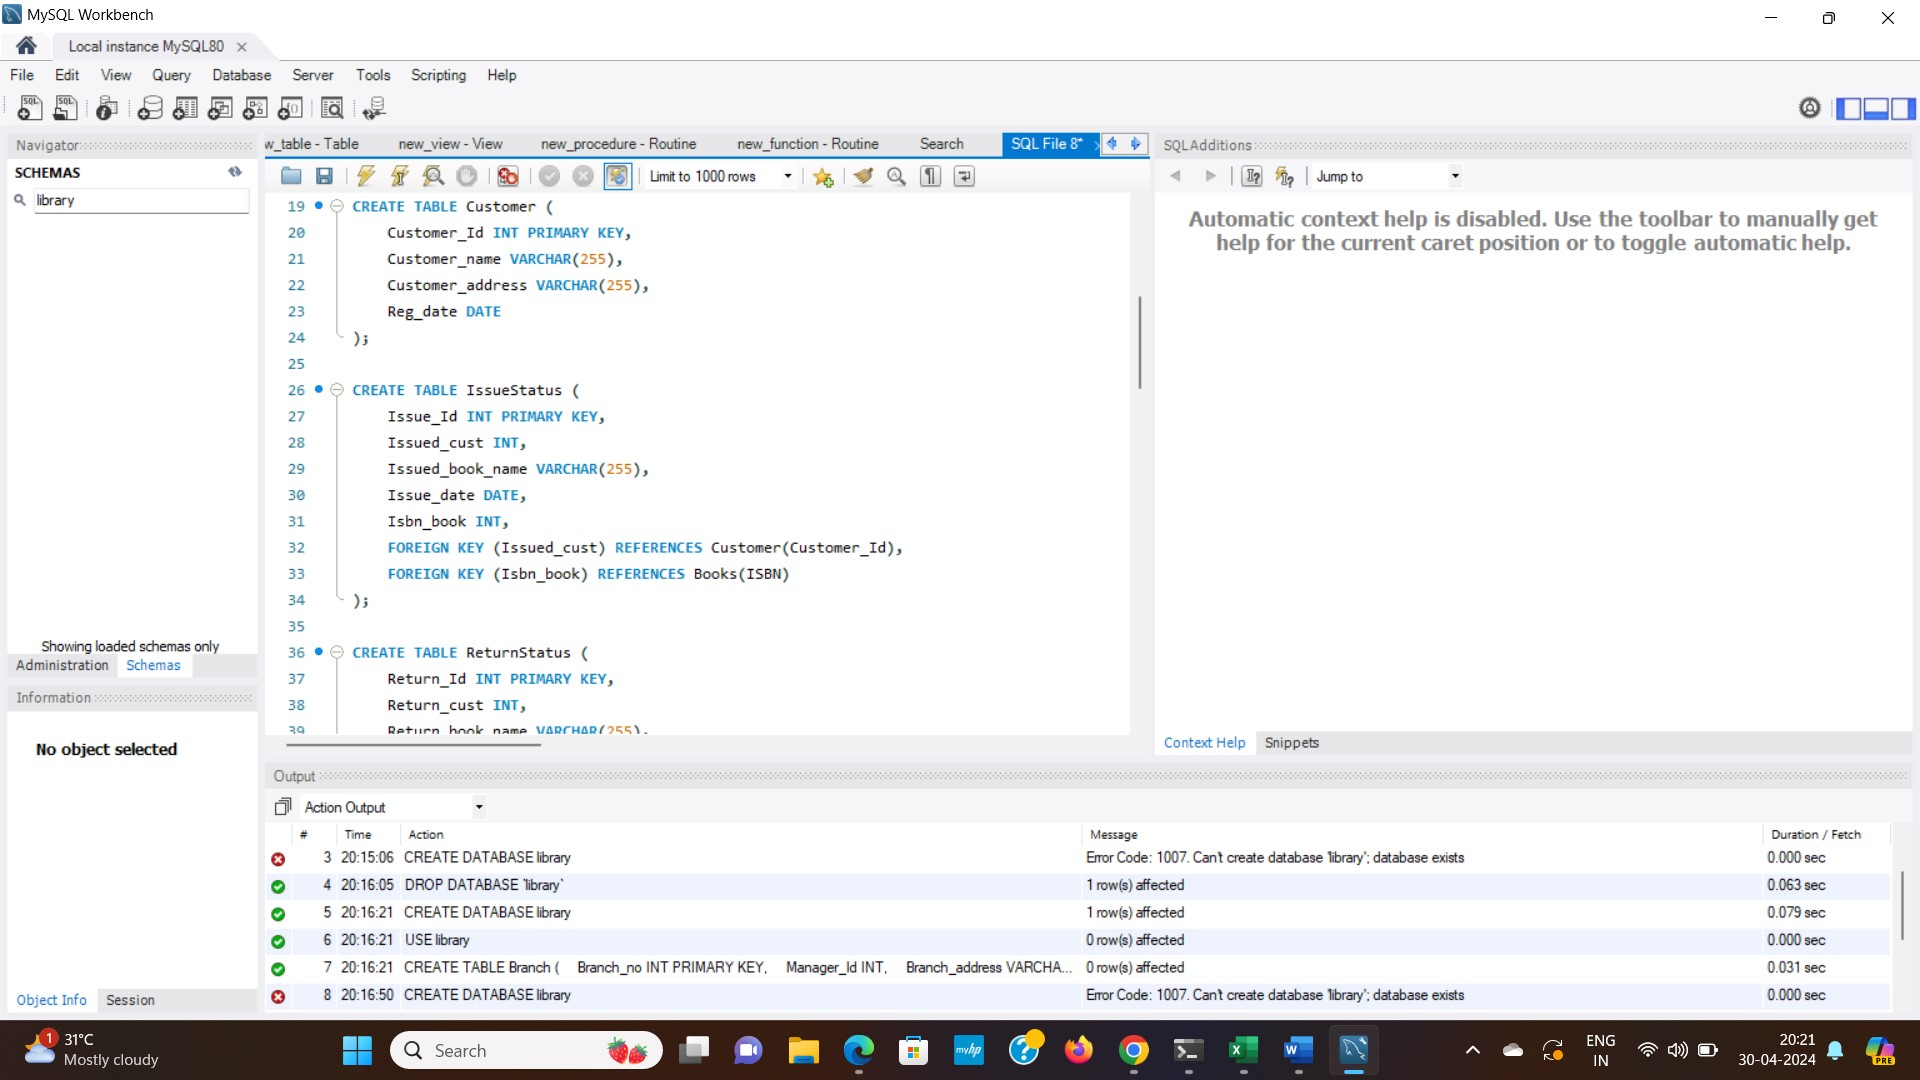 MySQL Workbench
Local instance MySQL80
File Edit View Query Database Server Tools Scripting Help
Navigator
SCHEMAS
library
Showing loaded schemas only
Administration Schemas
Information
No object selected
Object Info Session
w_table - Table new_view - View new_procedure - Routine new_function - Routine Search SQL File 8*
Limit to 1000 rows
19 CREATE TABLE Customer (
20 Customer_Id INT PRIMARY KEY,
21 Customer_name VARCHAR(255),
22 Customer_address VARCHAR(255),
23 Reg_date DATE
24 );
25
26 CREATE TABLE IssueStatus (
27 Issue_Id INT PRIMARY KEY,
28 Issued_cust INT,
29 Issued_book_name VARCHAR(255),
30 Issue_date DATE,
31 Isbn_book INT,
32 FOREIGN KEY (Issued_cust) REFERENCES Customer(Customer_Id),
33 FOREIGN KEY (Isbn_book) REFERENCES Books(ISBN)
34 );
35
36 CREATE TABLE ReturnStatus (
37 Return_Id INT PRIMARY KEY,
38 Return_cust INT,
39 Return_book_name VARCHAR(255),
SQLAdditions
Jump to
Automatic context help is disabled. Use the toolbar to manually get
help for the current caret position or to toggle automatic help.
Context Help Snippets
Output
Action Output
# Time Action Message Duration / Fetch
3 20:15:06 CREATE DATABASE library Error Code: 1007. Can't create database 'library'; database exists 0.000 sec
4 20:16:05 DROP DATABASE `library` 1 row(s) affected 0.063 sec
5 20:16:21 CREATE DATABASE library 1 row(s) affected 0.079 sec
6 20:16:21 USE library 0 row(s) affected 0.000 sec
7 20:16:21 CREATE TABLE Branch ( Branch_no INT PRIMARY KEY, Manager_Id INT, Branch_address VARCHA... 0 row(s) affected 0.031 sec
8 20:16:50 CREATE DATABASE library Error Code: 1007. Can't create database 'library'; database exists 0.000 sec
1
31°C
Mostly cloudy
Search
myhp
ENG
IN
20:21
30-04-2024
PRE